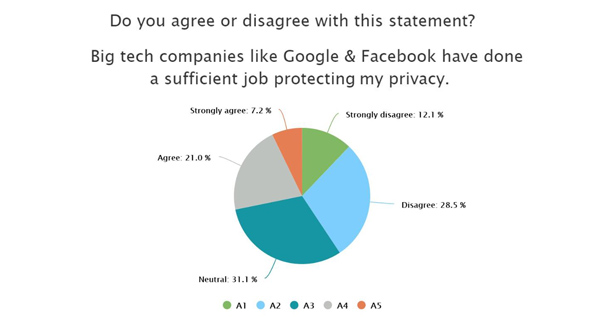 Do you agree or disagree with this statement?
Big tech companies like Google & Facebook have done
a sufficient job protecting my privacy.
Strongly agree: 7.2 %
Strongly disagree: 12.1 %
Agree: 21.0 %
Disagree: 28.5 %
Neutral: 31.1 %
A1 A2 A3 A4 A5